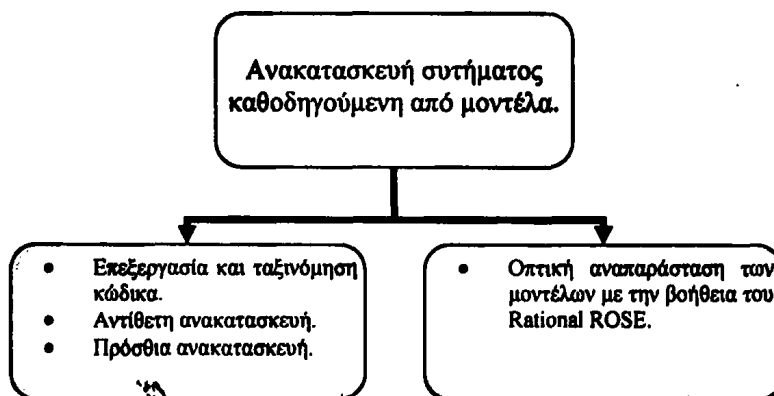 Ανακατασκευή συτήματος
καθοδηγούμενη από μοντέλα.
• Επεξεργασία και ταξινόμηση
κώδικα.
• Αντίθετη ανακατασκευή.
• Πρόσθια ανακατασκευή.
• Οπτική αναπαράσταση των
μοντέλων με την βοήθεια του
Rational ROSE.